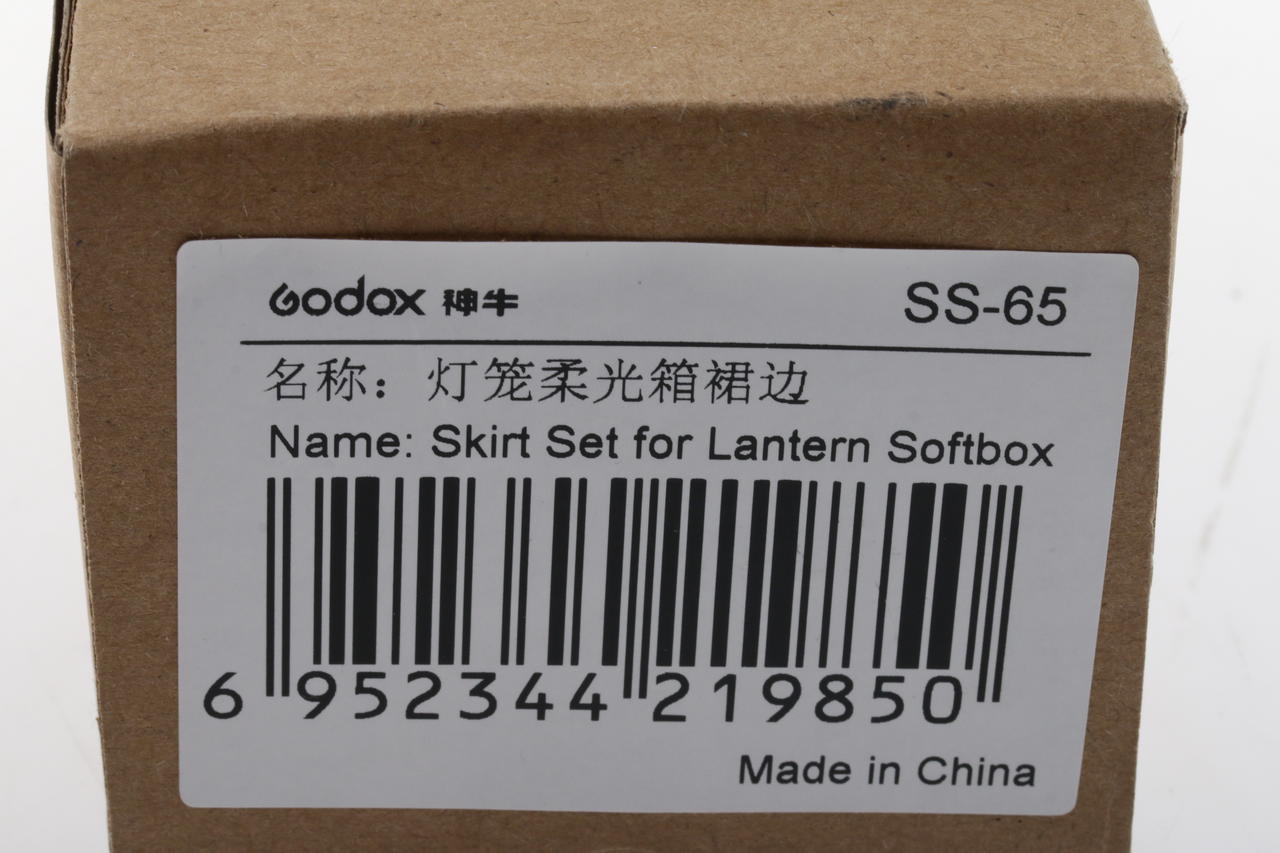 Godox 神牛 SS-65
名称：灯笼柔光箱裙边
Name: Skirt Set for Lantern Softbox
6 952344 219850
Made in China